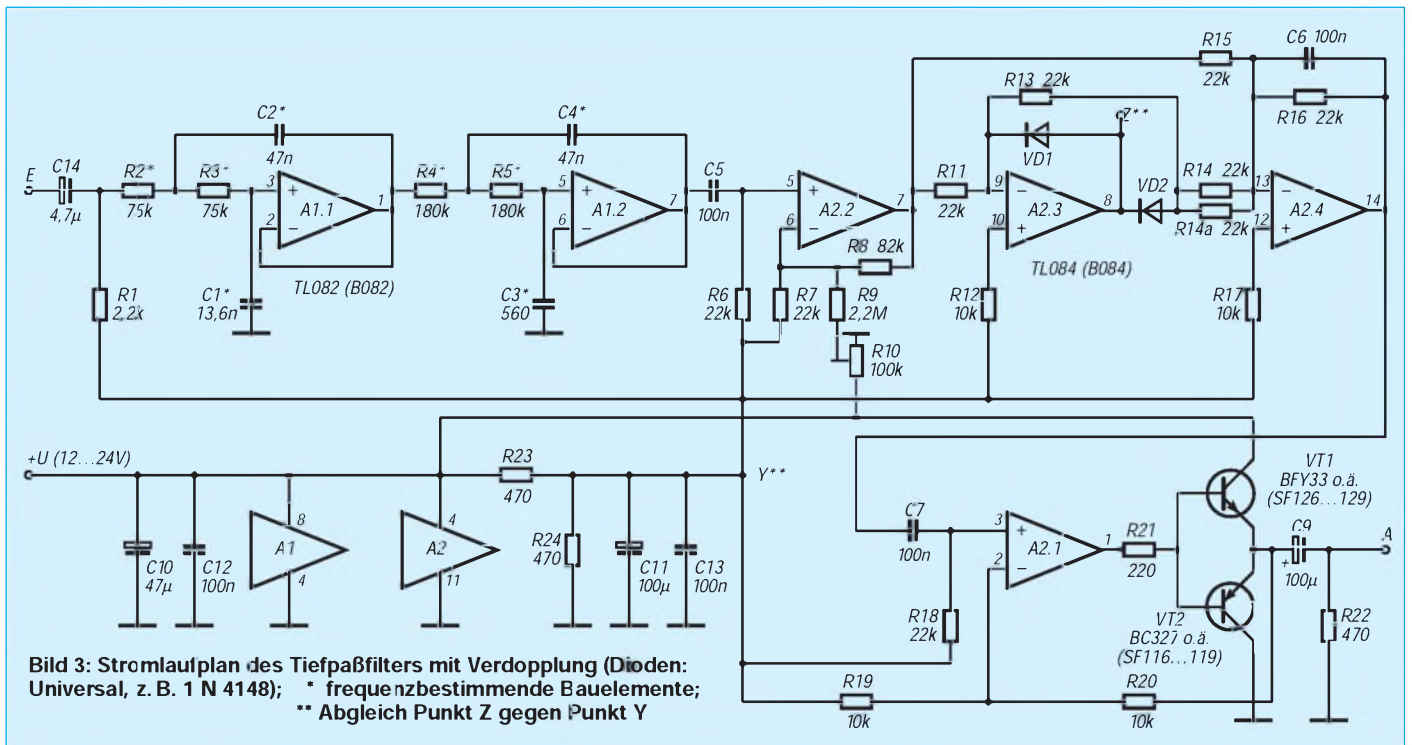 R15
22k
C6 100n
R13 22k
Z**
R16 22k
C2*
47n
C4*
47n
VD1
E
C14
4,7µ
R2*
75k
R3*
75k
3
+
2
−
A1.1
1
R4*
180k
R5*
180k
5
+
6
−
A1.2
7
C5
100n
5
+
6
−
A2.2
7
R11
22k
9
−
10
+
A2.3
8
VD2
R14 22k
R14a 22k
13
−
12
+
A2.4
14
R8 82k
TL082 (B082)
TL084 (B084)
R1
2,2k
C1*
13,6n
C3*
560
R6
22k
R7
22k
R9
2,2M
R10
100k
R12
10k
R17
10k
+U (12...24V)
R23
470
Y**
VT1
BFY33 o.ä.
(SF126...129)
C10
47µ
C12
100n
8
A1
4
4
A2
11
R24
470
C11
100µ
C13
100n
C7
100n
3
+
2
−
A2.1
1
R21
220
C9
+
100µ
A
R18
22k
VT2
BC327 o.ä.
(SF116...119)
R22
470
R19
10k
R20
10k
Bild 3: Stromlaufplan des Tiefpaßfilters mit Verdopplung (Dioden:
Universal, z. B. 1 N 4148); * frequenzbestimmende Bauelemente;
** Abgleich Punkt Z gegen Punkt Y